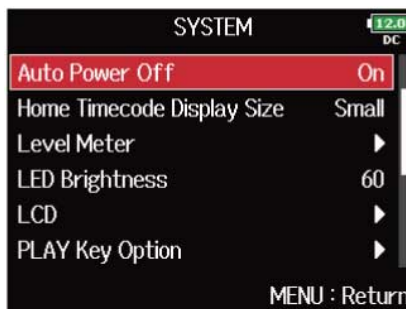 SYSTEM
12.0
DC
Auto Power Off On
Home Timecode Display Size Small
Level Meter
LED Brightness 60
LCD
PLAY Key Option
MENU : Return